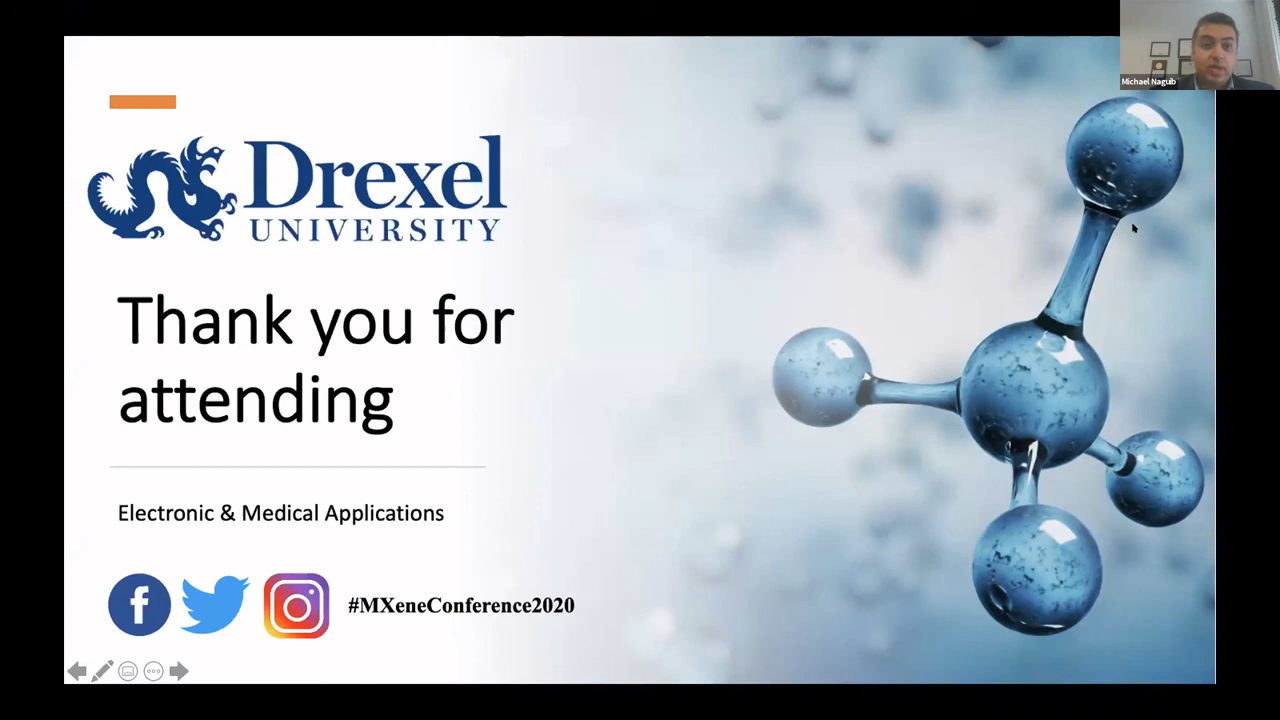 Michael Naguib
Drexel
UNIVERSITY
Thank you for
attending
Electronic & Medical Applications
#MXeneConference2020